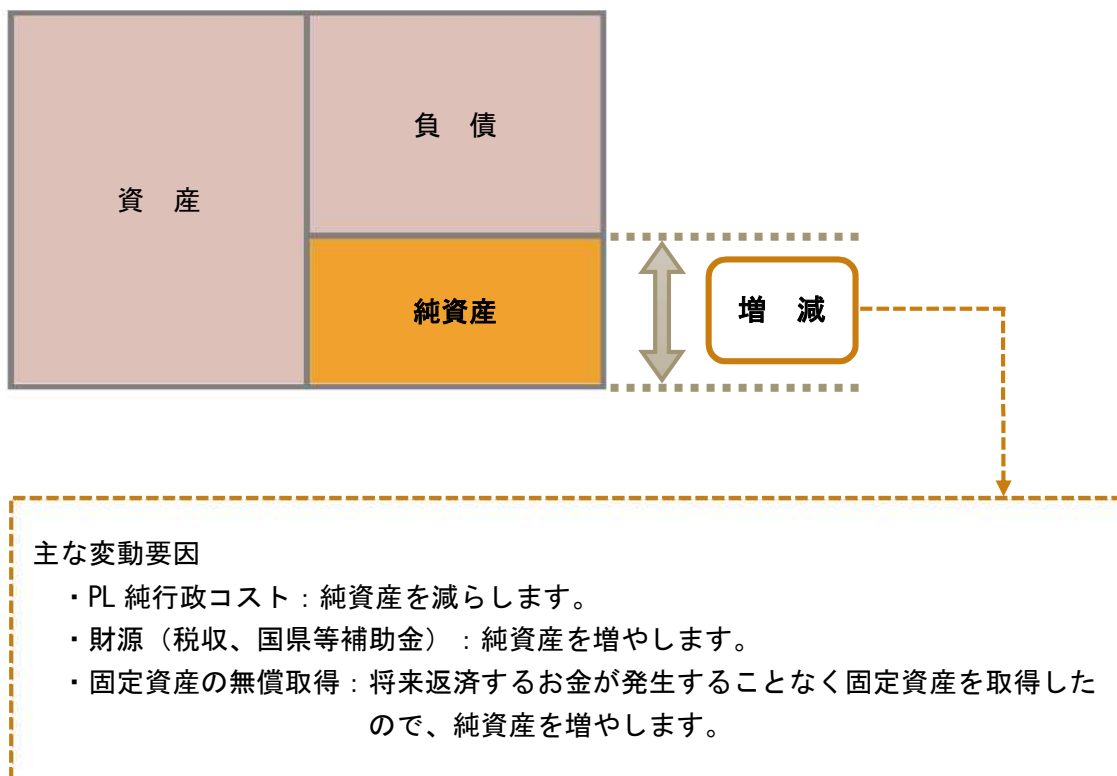 資　産
負　債
純資産
増　減
主な変動要因
・PL 純行政コスト：純資産を減らします。
・財源（税収、国県等補助金）：純資産を増やします。
・固定資産の無償取得：将来返済するお金が発生することなく固定資産を取得した
ので、純資産を増やします。